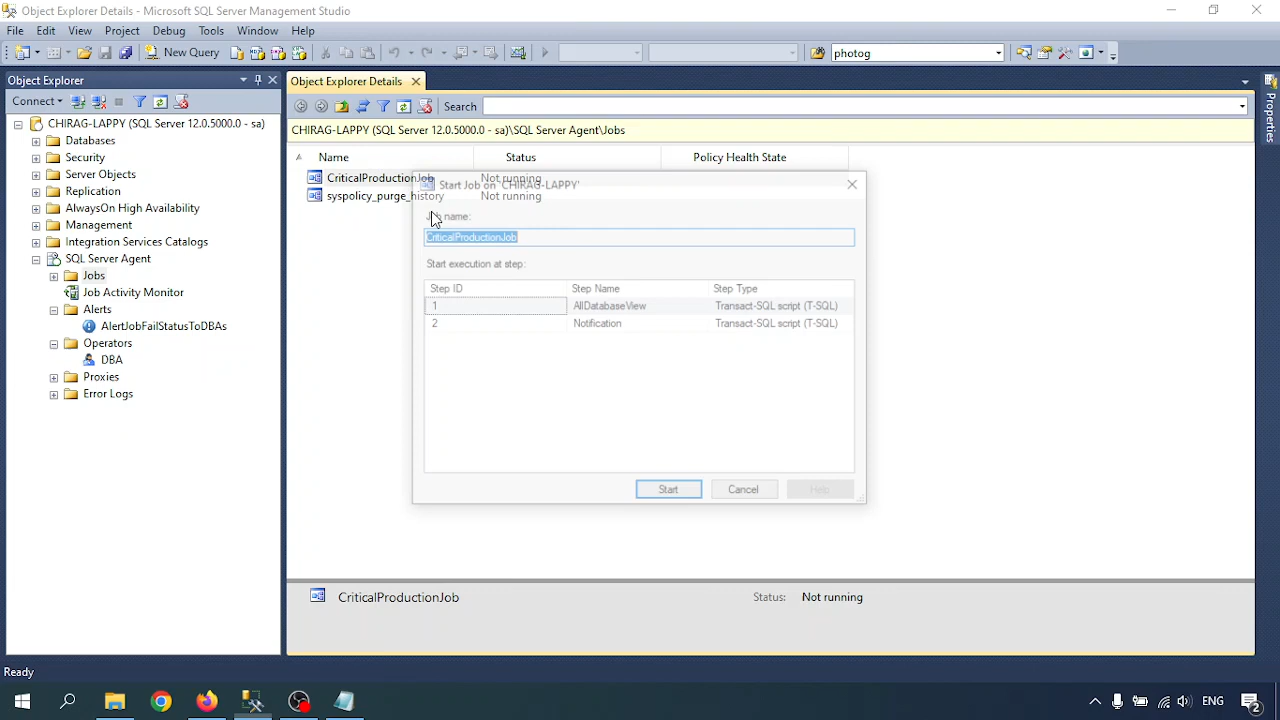 Object Explorer Details - Microsoft SQL Server Management Studio
File Edit View Project Debug Tools Window Help
New Query
photog
Object Explorer
Connect
CHIRAG-LAPPY (SQL Server 12.0.5000.0 - sa)
Databases
Security
Server Objects
Replication
AlwaysOn High Availability
Management
Integration Services Catalogs
SQL Server Agent
Jobs
Job Activity Monitor
Alerts
AlertJobFailStatusToDBAs
Operators
DBA
Proxies
Error Logs
Object Explorer Details
Search
CHIRAG-LAPPY (SQL Server 12.0.5000.0 - sa)\SQL Server Agent\Jobs
Name Status Policy Health State
CriticalProductionJob Not running
syspolicy_purge_history Not running
Start Job on 'CHIRAG-LAPPY'
Job name:
CriticalProductionJob
Start execution at step:
Step ID Step Name Step Type
1 AllDatabaseView Transact-SQL script (T-SQL)
2 Notification Transact-SQL script (T-SQL)
Start Cancel Help
CriticalProductionJob Status: Not running
Properties
Ready
ENG
2